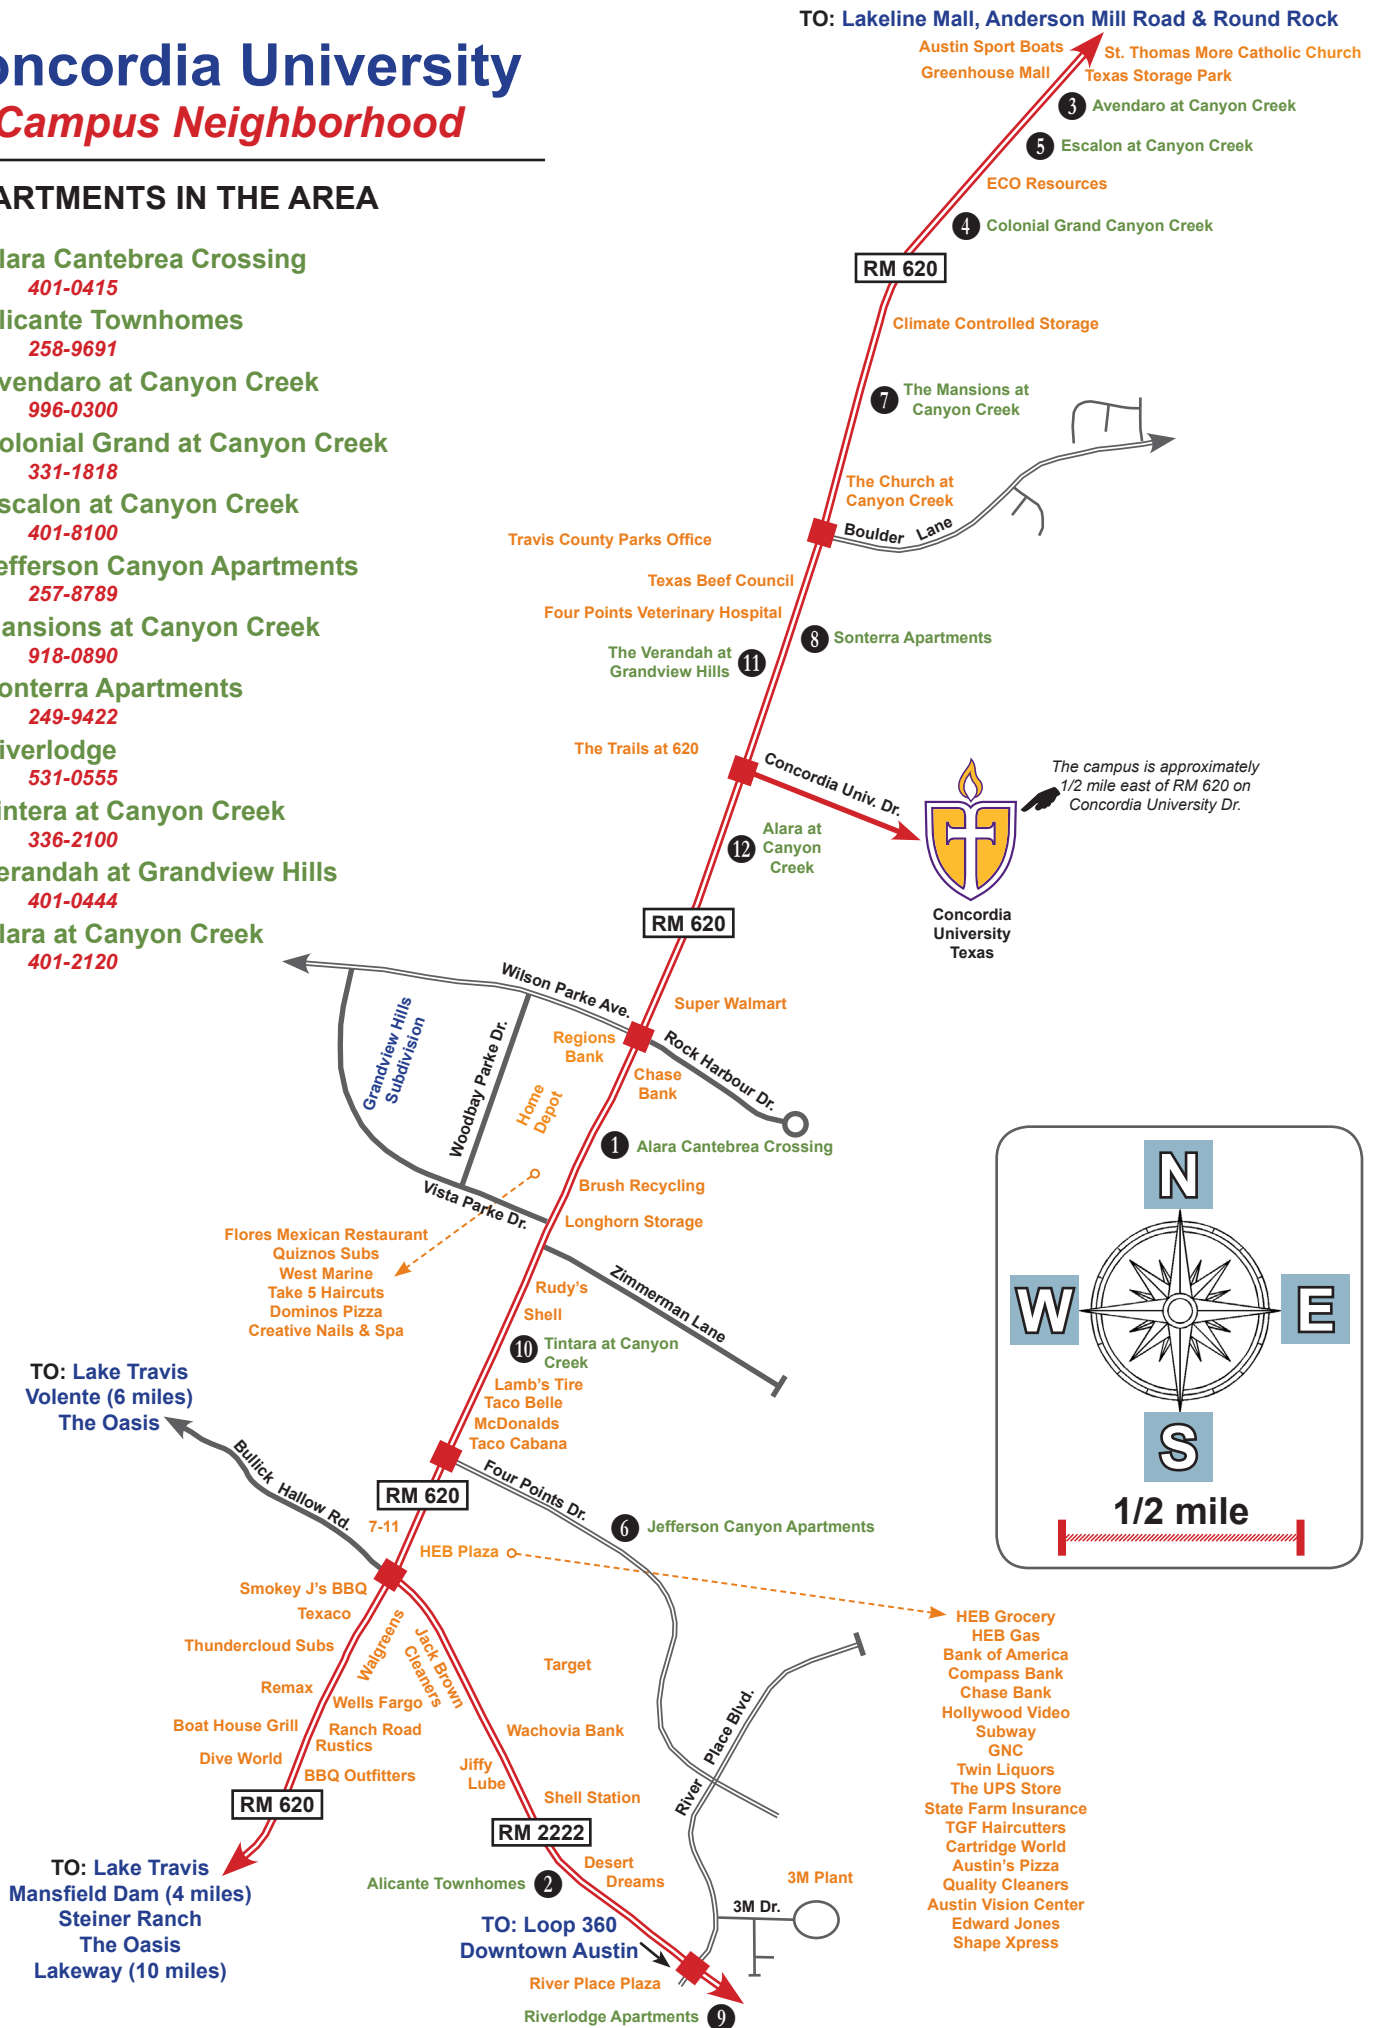 oncordia University
Campus Neighborhood
ARTMENTS IN THE AREA
lara Cantebrea Crossing
401-0415
licante Townhomes
258-9691
vendaro at Canyon Creek
996-0300
olonial Grand at Canyon Creek
331-1818
scalon at Canyon Creek
401-8100
efferson Canyon Apartments
257-8789
ansions at Canyon Creek
918-0890
onterra Apartments
249-9422
iverlodge
531-0555
intera at Canyon Creek
336-2100
erandah at Grandview Hills
401-0444
lara at Canyon Creek
401-2120
TO: Lakeline Mall, Anderson Mill Road & Round Rock
Austin Sport Boats
St. Thomas More Catholic Church
Greenhouse Mall
Texas Storage Park
3 Avendaro at Canyon Creek
5 Escalon at Canyon Creek
ECO Resources
4 Colonial Grand Canyon Creek
RM 620
Climate Controlled Storage
7 The Mansions at
Canyon Creek
The Church at
Canyon Creek
Boulder Lane
Travis County Parks Office
Texas Beef Council
Four Points Veterinary Hospital
8 Sonterra Apartments
The Verandah at
Grandview Hills
11
The Trails at 620
Concordia Univ. Dr.
The campus is approximately
1/2 mile east of RM 620 on
Concordia University Dr.
12
Alara at
Canyon
Creek
Concordia
University
Texas
RM 620
Wilson Parke Ave.
Super Walmart
Regions
Bank
Rock Harbour Dr.
Chase
Bank
Grandview Hills
Subdivision
Woodbay Parke Dr.
Home
Depot
1 Alara Cantebrea Crossing
Brush Recycling
Vista Parke Dr.
Longhorn Storage
Flores Mexican Restaurant
Quiznos Subs
West Marine
Take 5 Haircuts
Dominos Pizza
Creative Nails & Spa
Zimmerman Lane
Rudy's
Shell
10 Tintara at Canyon
Creek
Lamb's Tire
Taco Belle
McDonalds
Taco Cabana
N
W
E
S
1/2 mile
TO: Lake Travis
Volente (6 miles)
The Oasis
Bullick Hallow Rd.
Four Points Dr.
RM 620
7-11
6 Jefferson Canyon Apartments
HEB Plaza
Smokey J's BBQ
Texaco
Thundercloud Subs
Walgreens
Jack Brown
Cleaners
Target
Remax
Wells Fargo
Boat House Grill
Ranch Road
Rustics
Wachovia Bank
Dive World
BBQ Outfitters
Jiffy
Lube
Shell Station
River Place Blvd.
HEB Grocery
HEB Gas
Bank of America
Compass Bank
Chase Bank
Hollywood Video
Subway
GNC
Twin Liquors
The UPS Store
State Farm Insurance
TGF Haircutters
Cartridge World
Austin's Pizza
Quality Cleaners
Austin Vision Center
Edward Jones
Shape Xpress
RM 620
RM 2222
TO: Lake Travis
Mansfield Dam (4 miles)
Steiner Ranch
The Oasis
Lakeway (10 miles)
Desert
Dreams
Alicante Townhomes 2
3M Plant
3M Dr.
TO: Loop 360
Downtown Austin
River Place Plaza
Riverlodge Apartments 9